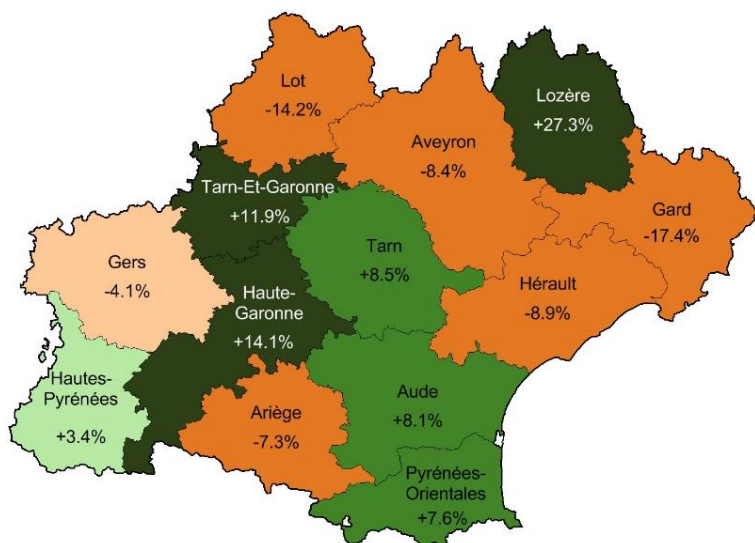 Lot
-14.2%
Lozère
+27.3%
Aveyron
-8.4%
Tarn-Et-Garonne
+11.9%
Gard
-17.4%
Tarn
+8.5%
Gers
-4.1%
Hérault
-8.9%
Haute-
Garonne
+14.1%
Hautes-
Pyrénées
+3.4%
Ariège
-7.3%
Aude
+8.1%
Pyrénées-
Orientales
+7.6%